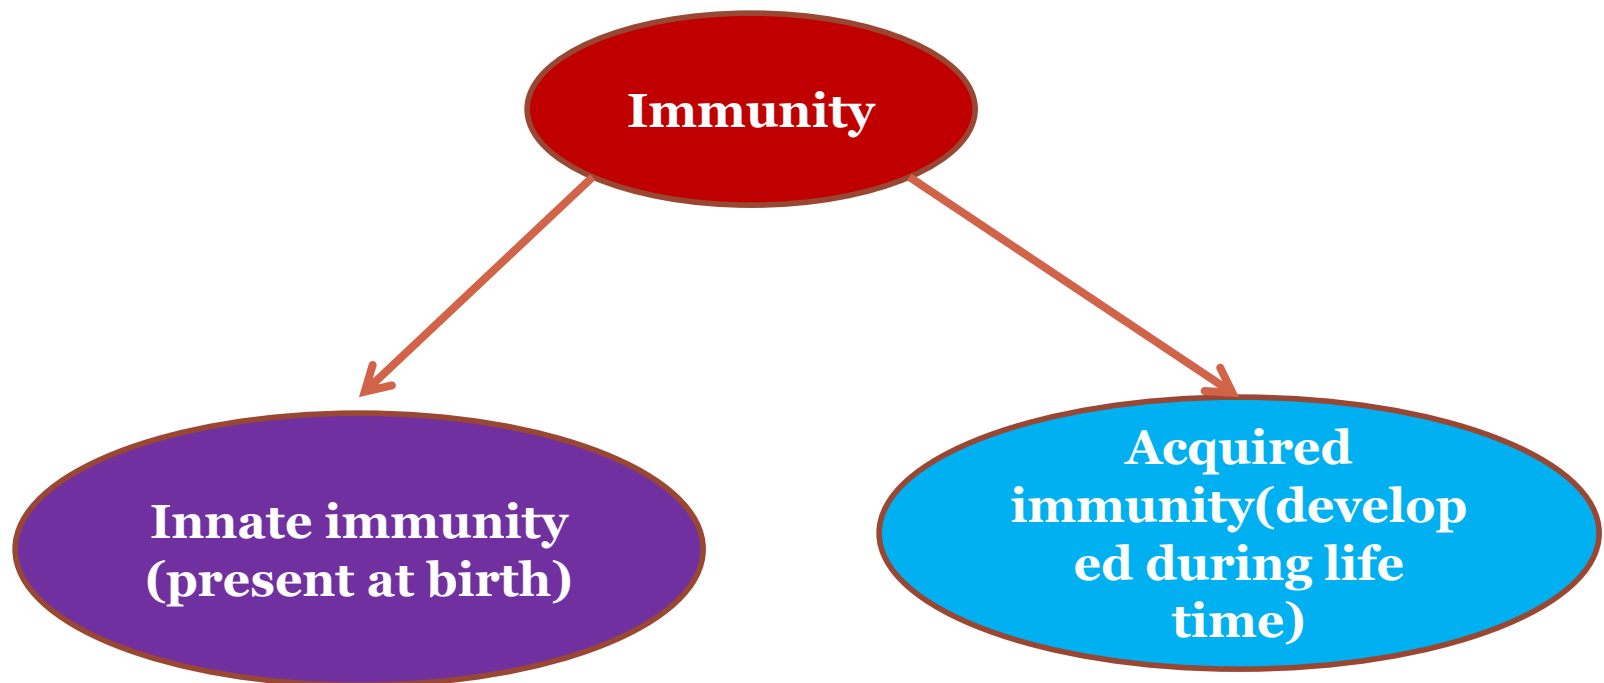 Immunity
Innate immunity
(present at birth)
Acquired
immunity(develop
ed during life
time)